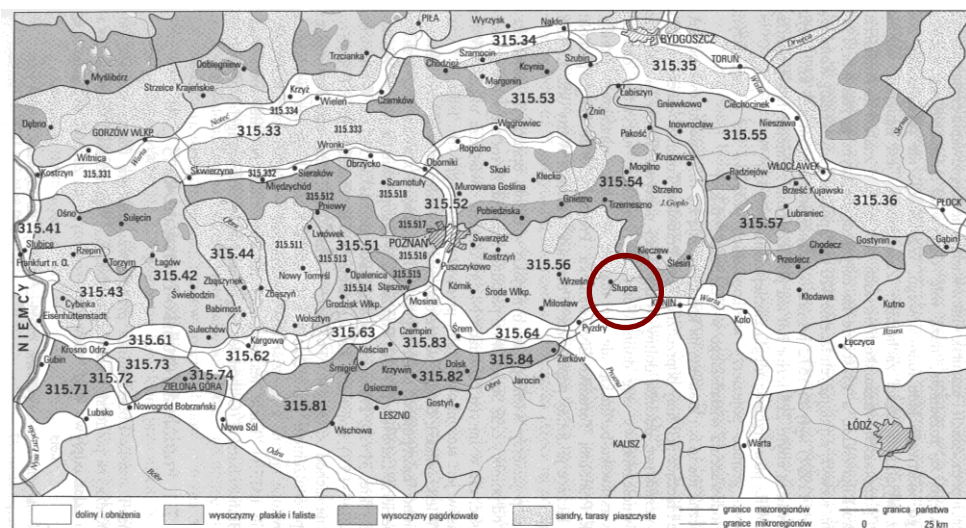 PIŁA
Wyrzysk
Nakło
315.34
BYDGOSZCZ
Drwęca
Myślibórz
Dobiegniew
Trzcianka
Szamocin
Chodzież
Kcynia
Szubin
315.35
TORUŃ
Strzelce Krajeńskie
Krzyż
Wieleń
Czarnków
Margonin
315.53
Łabiszyn
Gniewkowo
Ciechocinek
Wisła
315.334
Noteć
Żnin
Dębno
GORZÓW WLKP.
315.33
315.333
Wągrowiec
Pakość
Inowrocław
315.55
Nieszawa
Skrwa
Witnica
Warta
Wronki
Obrzycko
Rogoźno
Kostrzyn
315.331
Skwierzyna
315.332
Sieraków
Oborniki
Skoki
Mogilno
Kruszwica
WŁOCŁAWEK
Międzychód
Szamotuły
Murowana Goślina
Kłecko
315.54
Strzelno
Radziejów
Brześć Kujawski
315.512
315.518
315.52
Gniezno
Trzemeszno
J.Gopło
315.36
PŁOCK
Ośno
Sulęcin
Obra
Pniewy
Pobiedziska
315.57
Lubraniec
315.41
Słubice
Lwówek
315.517
Rzepin
315.44
315.511
315.51
POZNAŃ
Swarzędz
Kleczew
Chodecz
Gostynin
Gąbin
Frankfurt n. O.
Torzym
Łagów
Zbąszynek
315.513
315.516
Kostrzyn
315.56
Ślesin
Przedecz
315.42
Nowy Tomyśl
Opalenica
315.515
Puszczykowo
Września
Słupca
Kłodawa
Kutno
315.43
Świebodzin
Zbąszyń
315.514
Stęszew
Kórnik
Środa Wlkp.
KONIN
Warta
Cybinka
Babimost
Grodzisk Wlkp.
Mosina
Miłosław
Koło
Eisenhüttenstadt
Sulechów
Wolsztyn
315.63
Czempiń
Śrem
315.64
Pyzdry
Bzura
NIEMCY
315.61
Kargowa
Kościan
315.83
315.84
Łęczyca
Krosno Odrz.
315.73
315.62
Śmigiel
Krzywiń
Dolsk
Żerków
Gubin
315.72
315.74
ZIELONA GÓRA
315.82
Obra
Jarocin
Prosna
315.71
315.81
Osieczna
Lubsko
Nowogród Bobrzański
LESZNO
Gostyń
Nowa Sól
Wschowa
KALISZ
ŁÓDŹ
Nysa Łużycka
Odra
Warta
Bóbr
doliny i obniżenia
wysoczyzny płaskie i faliste
wysoczyzny pagórkowate
sandry, tarasy piaszczyste
granice mezoregionów
granica państwa
granice mikroregionów
0 25 km